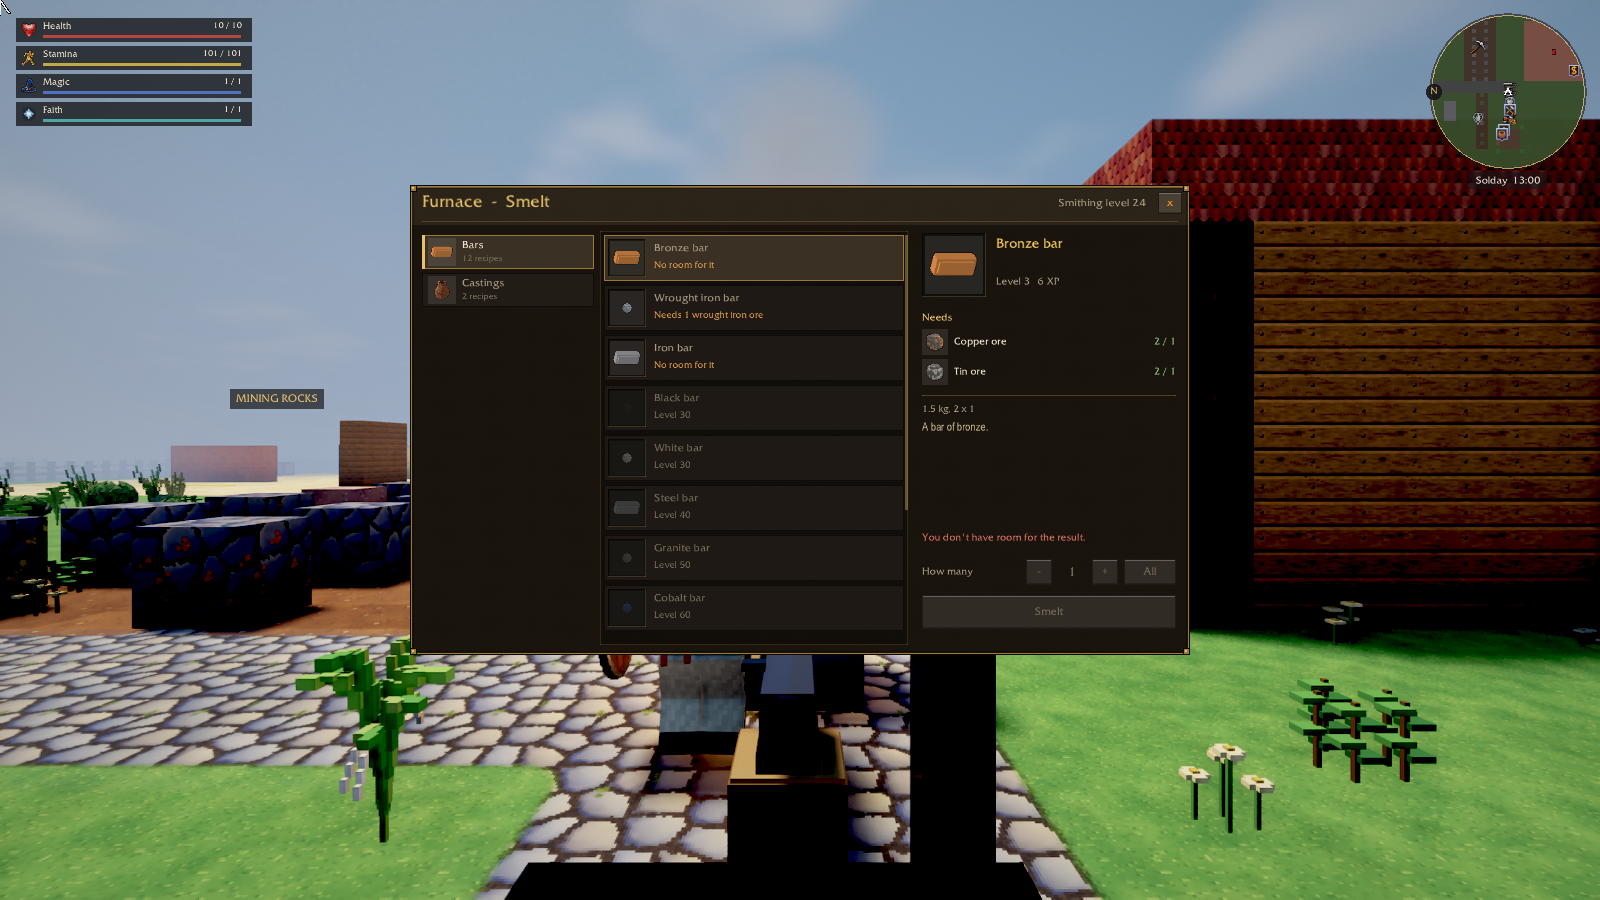 Health
10 / 10
Stamina
101 / 101
Magic
1 / 1
Faith
1 / 1
N
S
Solday 13:00
MINING ROCKS
Furnace - Smelt
Smithing level 24
x
Bars
12 recipes
Castings
2 recipes
Bronze bar
No room for it
Wrought iron bar
Needs 1 wrought iron ore
Iron bar
No room for it
Black bar
Level 30
White bar
Level 30
Steel bar
Level 40
Granite bar
Level 50
Cobalt bar
Level 60
Bronze bar
Level 3 6 XP
Needs
Copper ore
2 / 1
Tin ore
2 / 1
1.5 kg, 2 x 1
A bar of bronze.
You don't have room for the result.
How many
-
1
+
All
Smelt